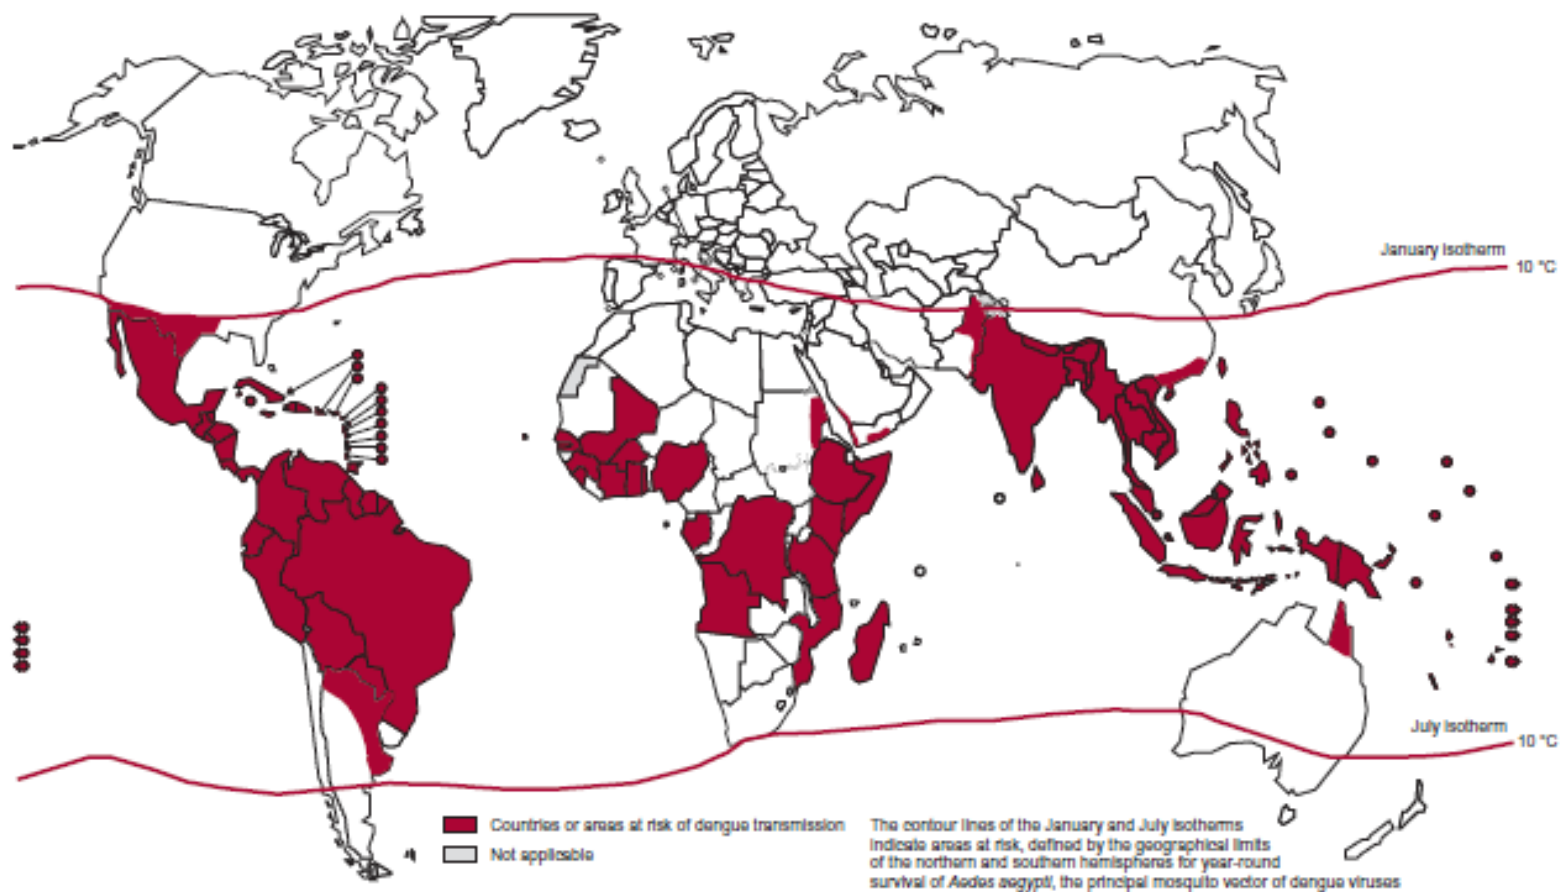 January isotherm
10 °C
July isotherm
10 °C
Countries or areas at risk of dengue transmission
Not applicable
The contour lines of the January and July isotherms
indicate areas at risk, defined by the geographical limits
of the northern and southern hemispheres for year-round
survival of Aedes aegypti, the principal mosquito vector of dengue viruses